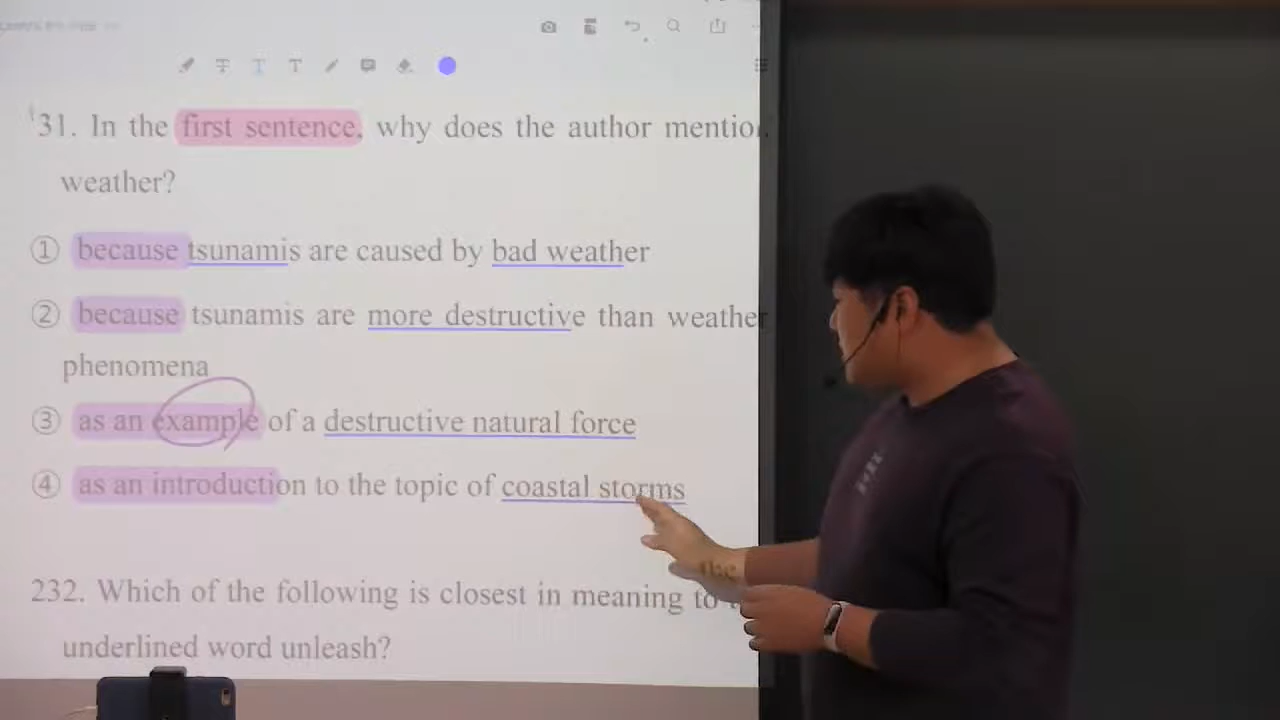 31. In the first sentence, why does the author mention
weather?
① because tsunamis are caused by bad weather
② because tsunamis are more destructive than weather
phenomena
③ as an example of a destructive natural force
④ as an introduction to the topic of coastal storms
232. Which of the following is closest in meaning to the
underlined word unleash?